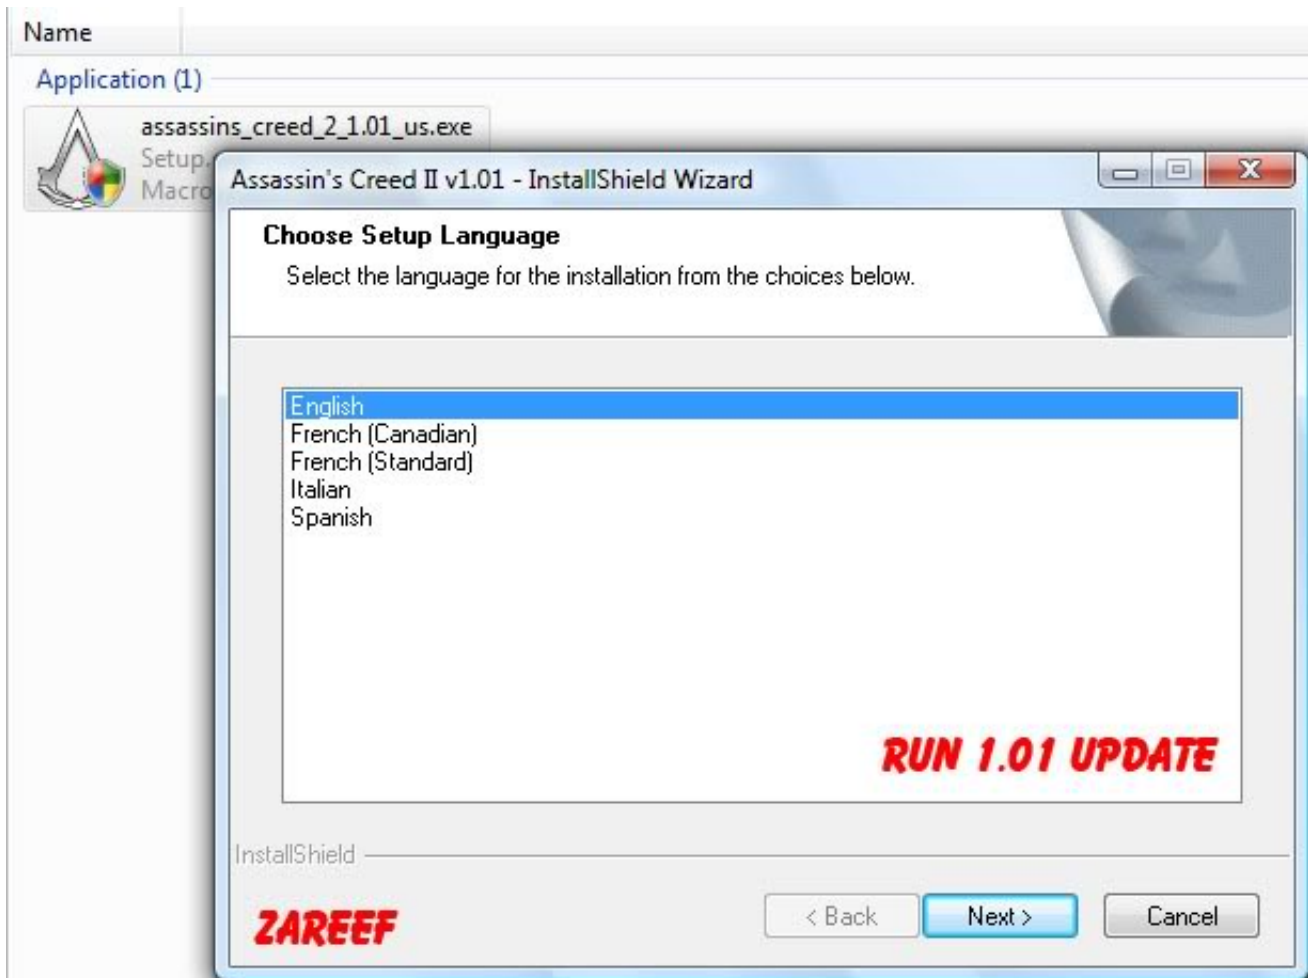 Name
Application (1)
assassins_creed_2_1.01_us.exe
Setup.
Macro
Assassin's Creed II v1.01 - InstallShield Wizard
Choose Setup Language
Select the language for the installation from the choices below.
English
French (Canadian)
French (Standard)
Italian
Spanish
RUN 1.01 UPDATE
InstallShield
ZAREEF
< Back
Next >
Cancel